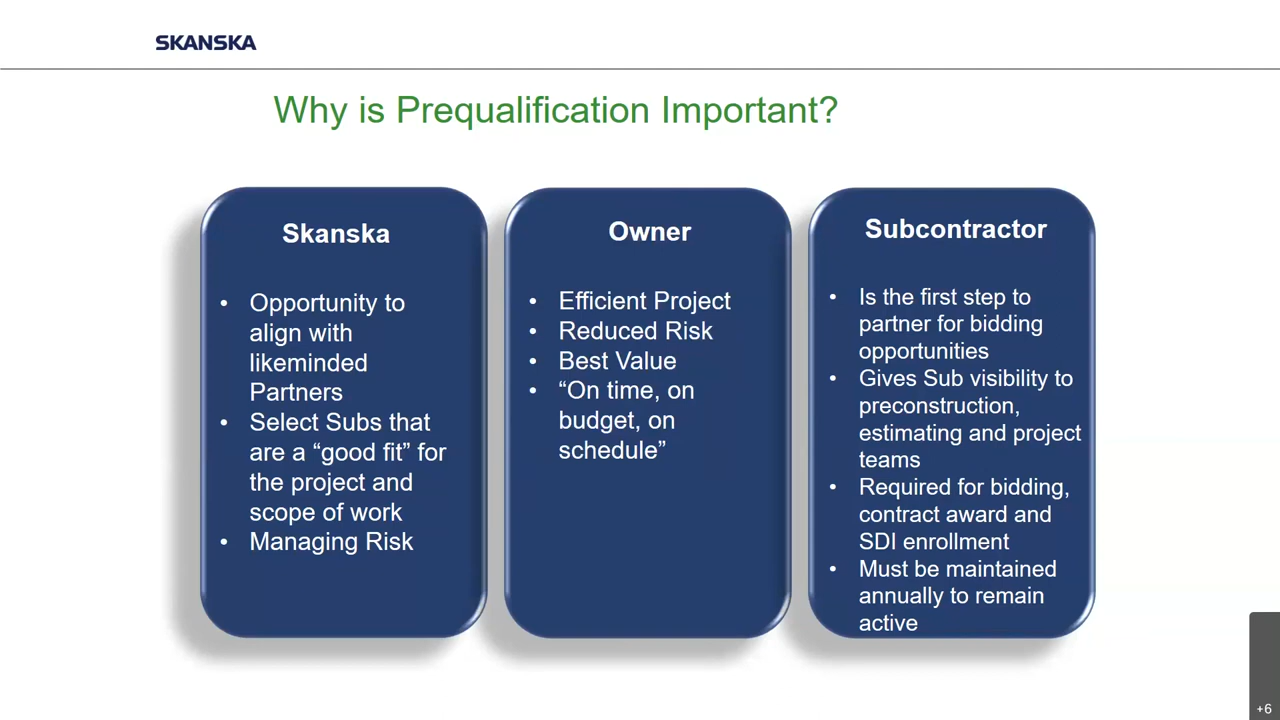 SKANSKA
Why is Prequalification Important?
Skanska
• Opportunity to
align with
likeminded
Partners
• Select Subs that
are a “good fit” for
the project and
scope of work
• Managing Risk
Owner
• Efficient Project
• Reduced Risk
• Best Value
• “On time, on
budget, on
schedule”
Subcontractor
• Is the first step to
partner for bidding
opportunities
• Gives Sub visibility to
preconstruction,
estimating and project
teams
• Required for bidding,
contract award and
SDI enrollment
• Must be maintained
annually to remain
active
+6